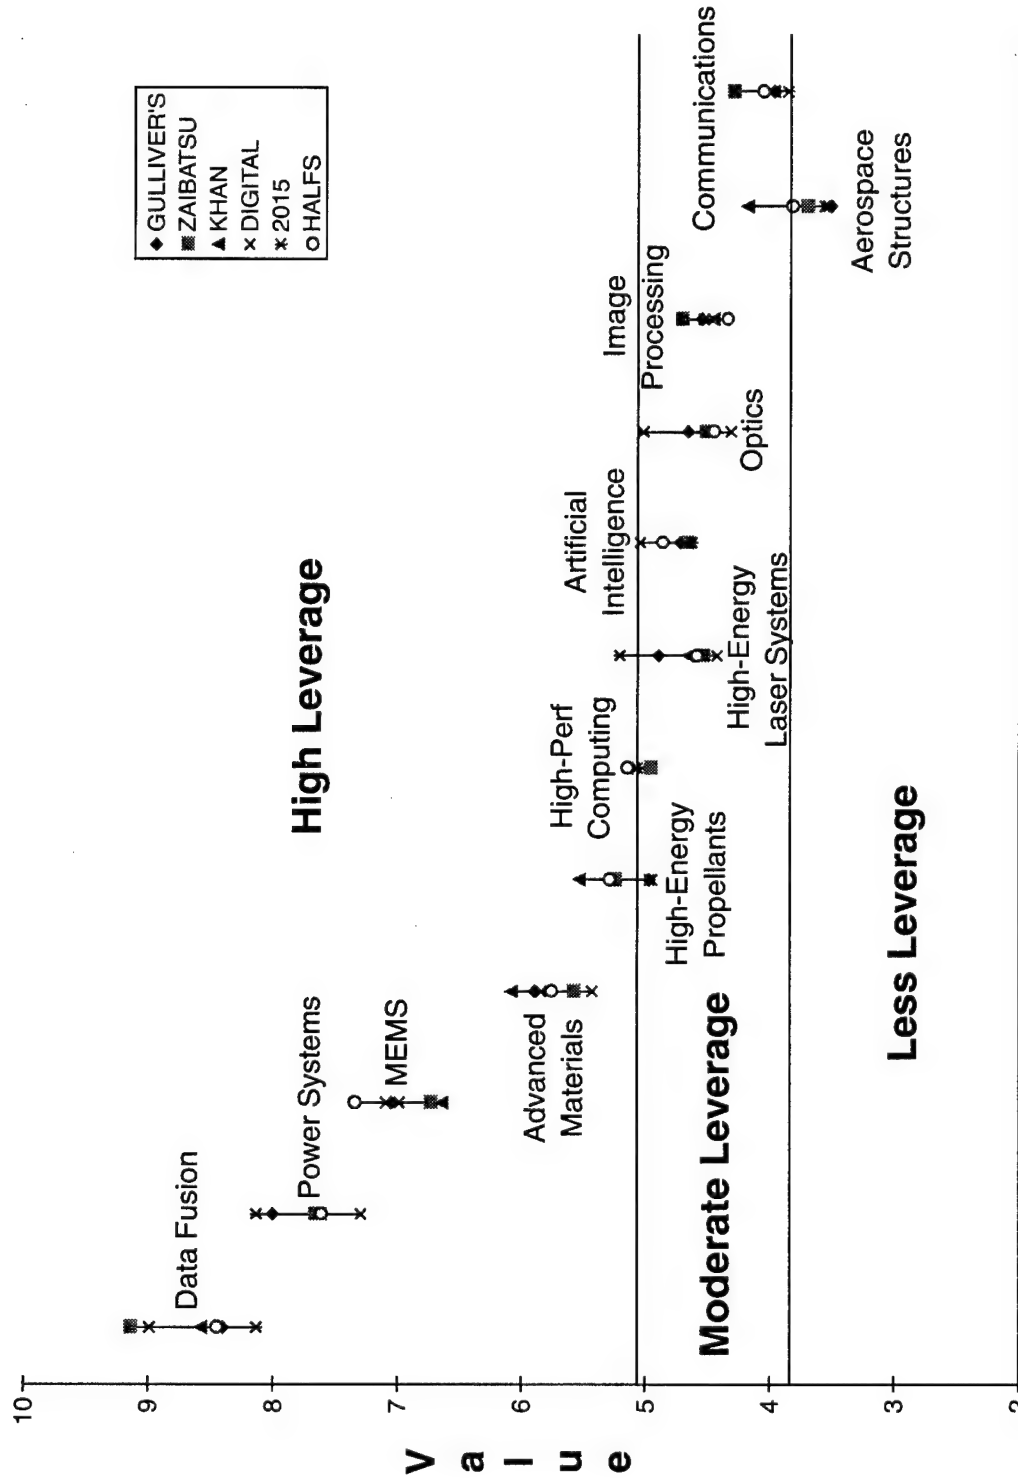 10
9
8
7
6
5
4
3
2
V
a
l
u
e
GULLIVER'S
ZAIBATSU
KHAN
DIGITAL
2015
HALFS
High Leverage
Moderate Leverage
Less Leverage
Data Fusion
Power Systems
MEMS
Advanced
Materials
High-Energy
Propellants
High-Perf
Computing
High-Energy
Laser Systems
Artificial
Intelligence
Optics
Image
Processing
Aerospace
Structures
Communications